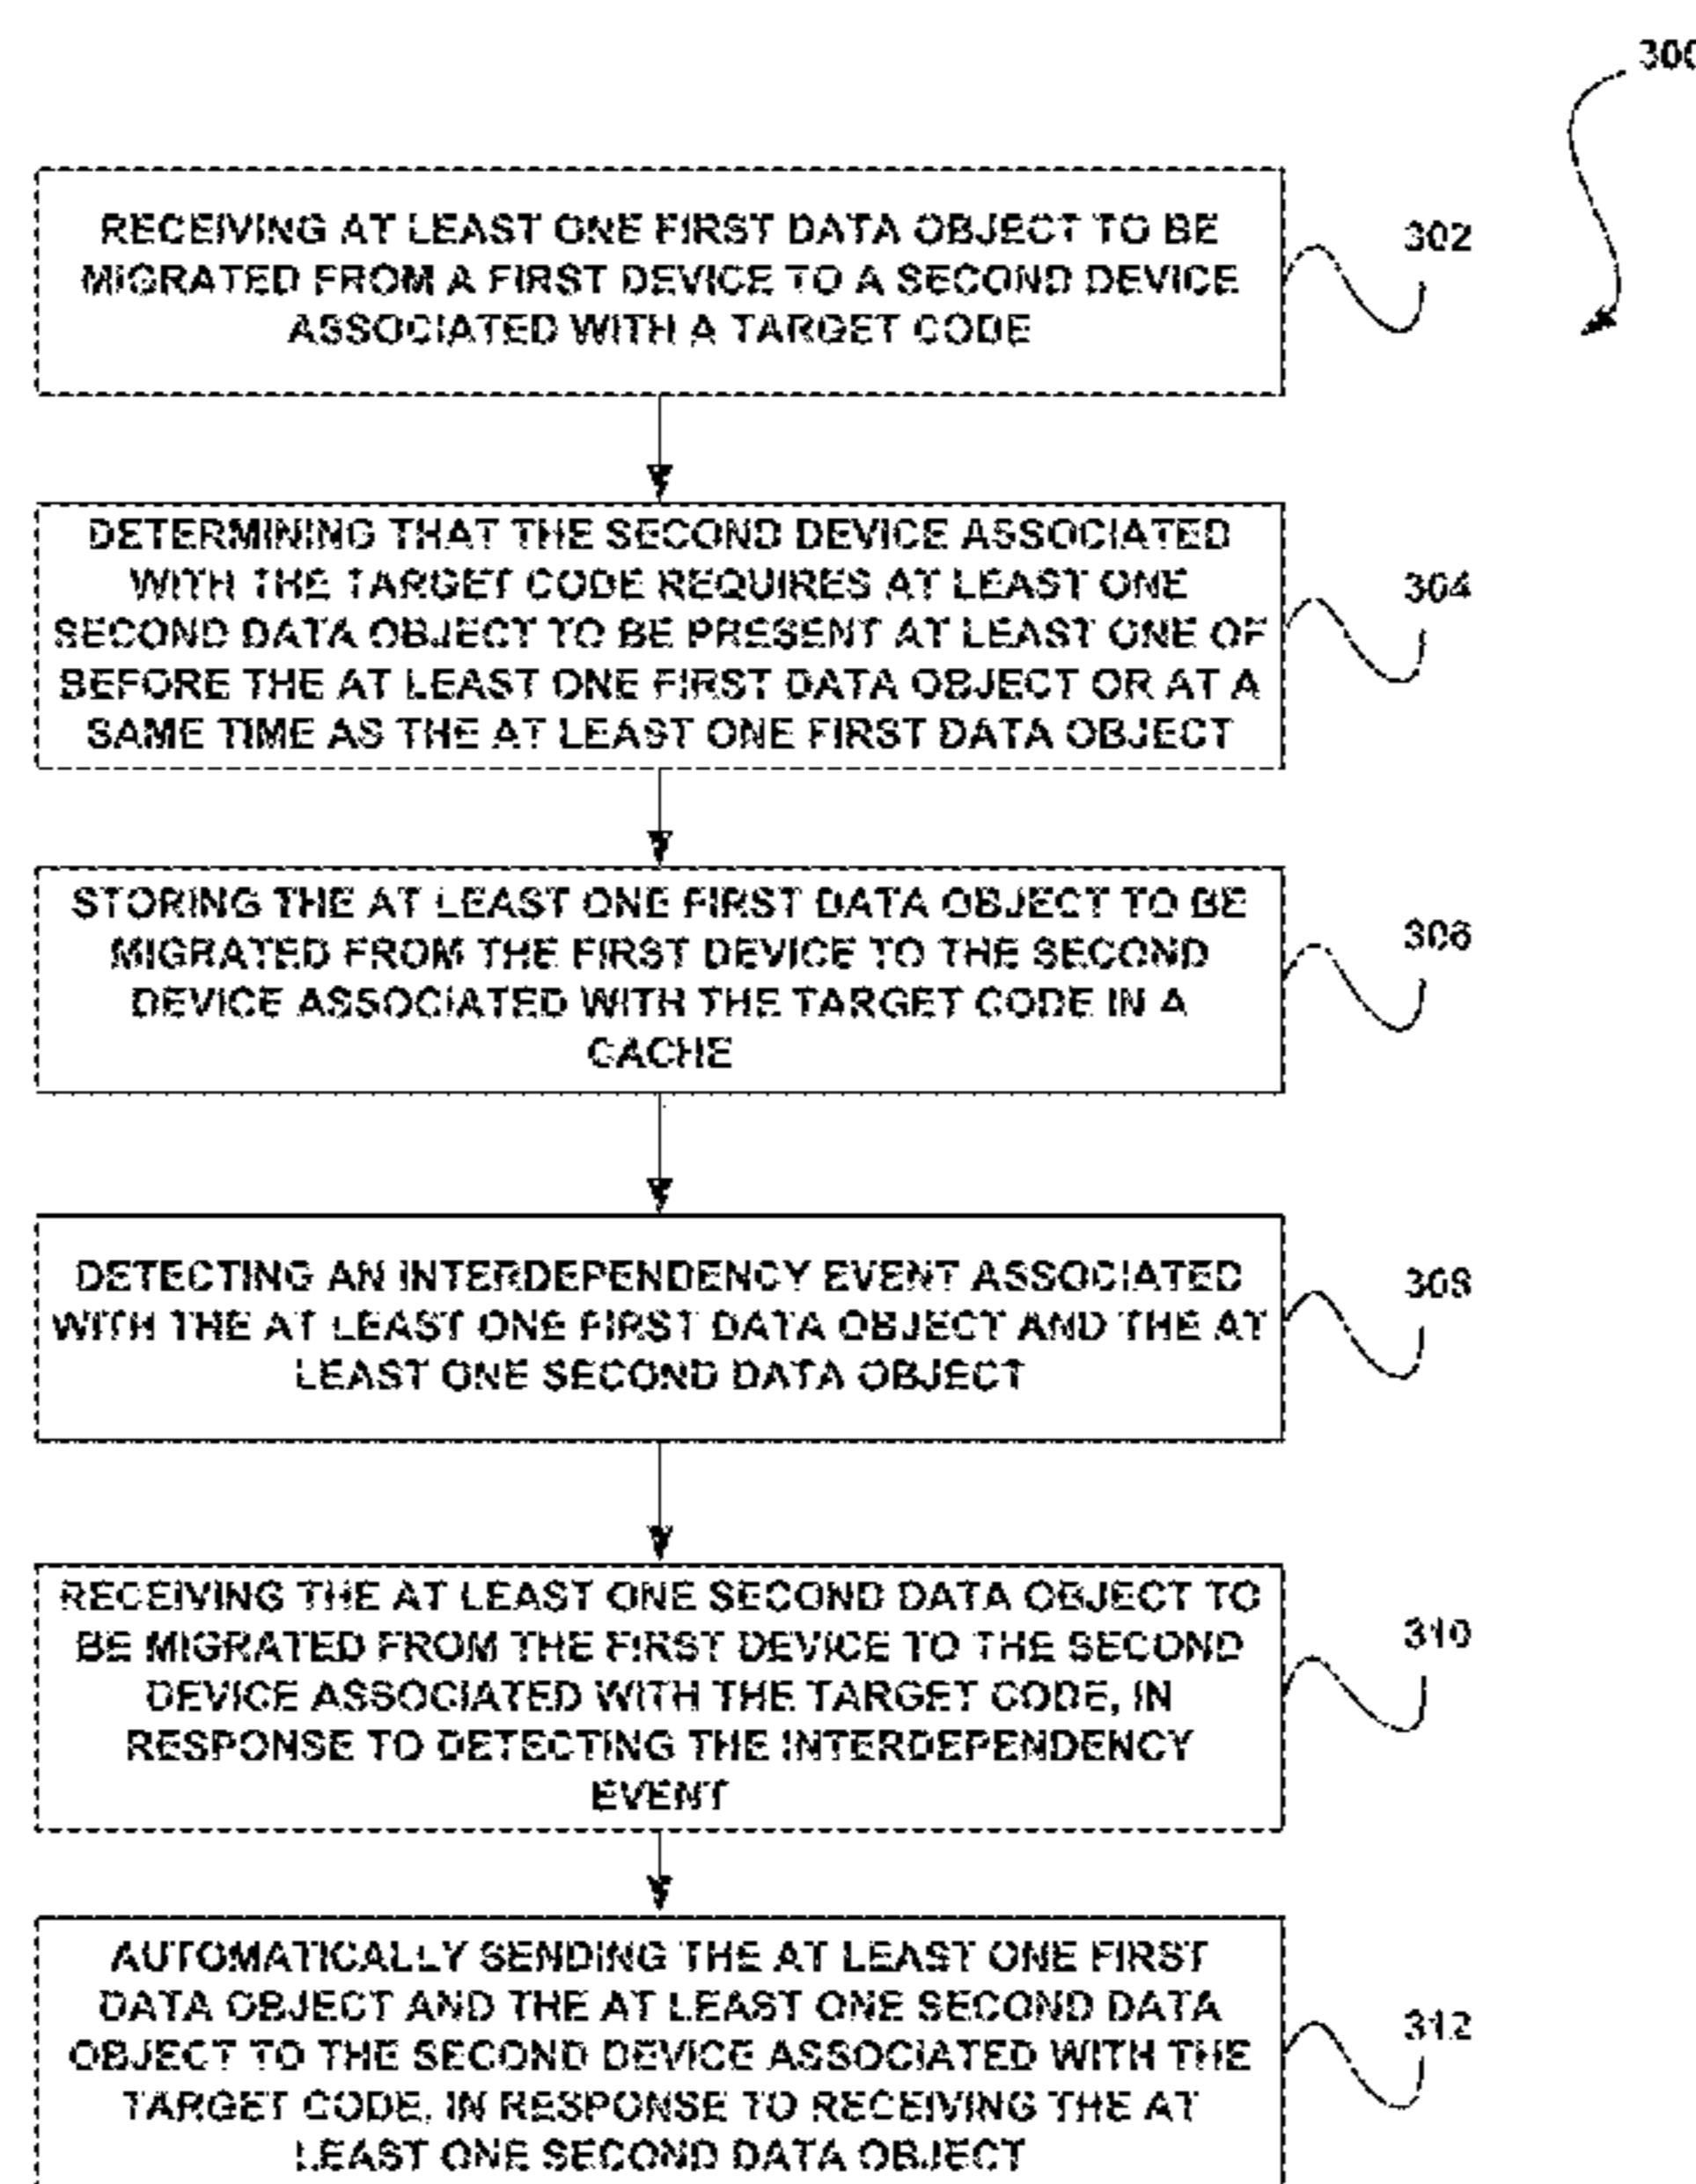 300
RECEIVING AT LEAST ONE FIRST DATA OBJECT TO BE
MIGRATED FROM A FIRST DEVICE TO A SECOND DEVICE
ASSOCIATED WITH A TARGET CODE
302
DETERMINING THAT THE SECOND DEVICE ASSOCIATED
WITH THE TARGET CODE REQUIRES AT LEAST ONE
SECOND DATA OBJECT TO BE PRESENT AT LEAST ONE OF
BEFORE THE AT LEAST ONE FIRST DATA OBJECT OR AT A
SAME TIME AS THE AT LEAST ONE FIRST DATA OBJECT
304
STORING THE AT LEAST ONE FIRST DATA OBJECT TO BE
MIGRATED FROM THE FIRST DEVICE TO THE SECOND
DEVICE ASSOCIATED WITH THE TARGET CODE IN A
CACHE
306
DETECTING AN INTERDEPENDENCY EVENT ASSOCIATED
WITH THE AT LEAST ONE FIRST DATA OBJECT AND THE AT
LEAST ONE SECOND DATA OBJECT
308
RECEIVING THE AT LEAST ONE SECOND DATA OBJECT TO
BE MIGRATED FROM THE FIRST DEVICE TO THE SECOND
DEVICE ASSOCIATED WITH THE TARGET CODE, IN
RESPONSE TO DETECTING THE INTERDEPENDENCY
EVENT
310
AUTOMATICALLY SENDING THE AT LEAST ONE FIRST
DATA OBJECT AND THE AT LEAST ONE SECOND DATA
OBJECT TO THE SECOND DEVICE ASSOCIATED WITH THE
TARGET CODE, IN RESPONSE TO RECEIVING THE AT
LEAST ONE SECOND DATA OBJECT
312